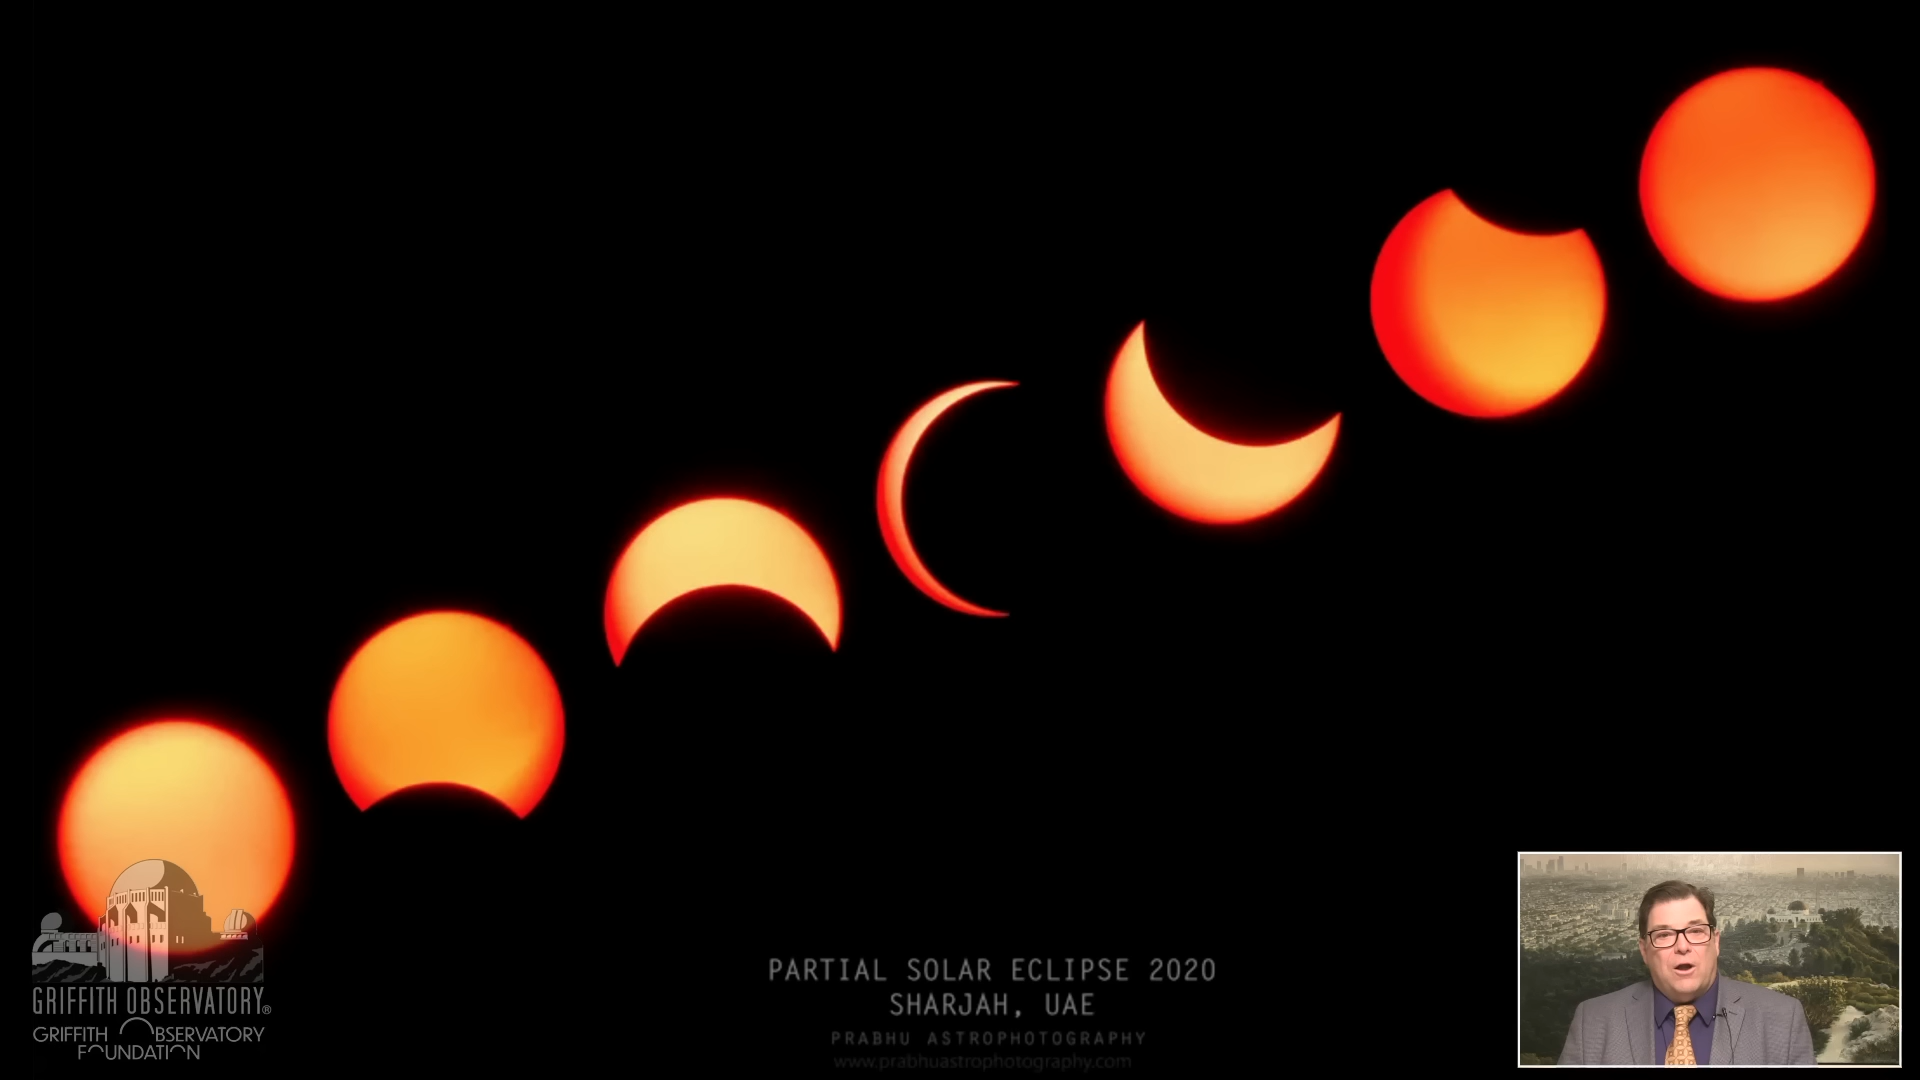 PARTIAL SOLAR ECLIPSE 2020
SHARJAH, UAE
PRABHU ASTROPHOTOGRAPHY
www.prabhuastrophotography.com
GRIFFITH OBSERVATORY®
GRIFFITH OBSERVATORY
FOUNDATION